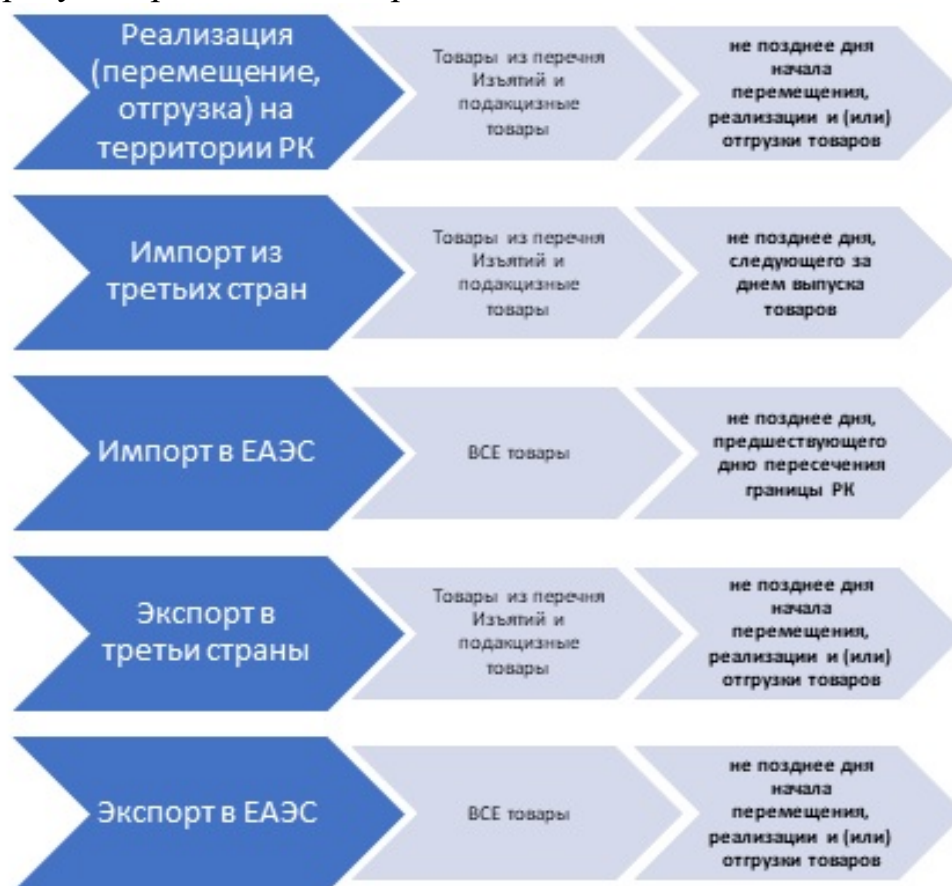 Реализация
(перемещение,
отгрузка) на
территории РК
Товары из перечня
Изъятий и
подакцизные
товары
не позднее дня
начала
перемещения,
реализации и (или)
отгрузки товаров
Импорт из
третьих стран
Товары из перечня
Изъятий и
подакцизные
товары
не позднее дня,
следующего за
днем выпуска
товаров
Импорт в ЕАЭС
ВСЕ товары
не позднее дня,
предшествующего
дню пересечения
границы РК
Экспорт в
третьи страны
Товары из перечня
Изъятий и
подакцизные
товары
не позднее дня
начала
перемещения,
реализации и (или)
отгрузки товаров
Экспорт в ЕАЭС
ВСЕ товары
не позднее дня
начала
перемещения,
реализации и (или)
отгрузки товаров